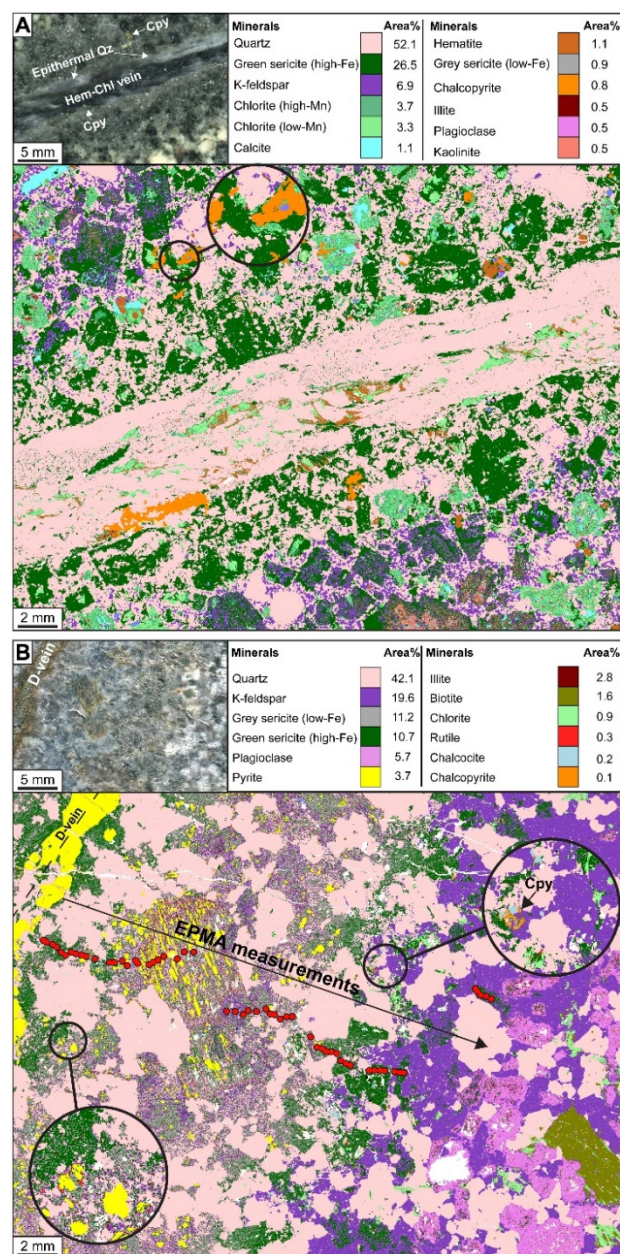 A
Cpy
Epithermal Qz
Hem-Chl vein
Cpy
5 mm
Minerals Area%
Quartz 52.1
Green sericite (high-Fe) 26.5
K-feldspar 6.9
Chlorite (high-Mn) 3.7
Chlorite (low-Mn) 3.3
Calcite 1.1
Minerals Area%
Hematite 1.1
Grey sericite (low-Fe) 0.9
Chalcopyrite 0.8
Illite 0.5
Plagioclase 0.5
Kaolinite 0.5
2 mm
B
D-vein
5 mm
Minerals Area%
Quartz 42.1
K-feldspar 19.6
Grey sericite (low-Fe) 11.2
Green sericite (high-Fe) 10.7
Plagioclase 5.7
Pyrite 3.7
Minerals Area%
Illite 2.8
Biotite 1.6
Chlorite 0.9
Rutile 0.3
Chalcocite 0.2
Chalcopyrite 0.1
D-vein
Cpy
EPMA measurements
2 mm